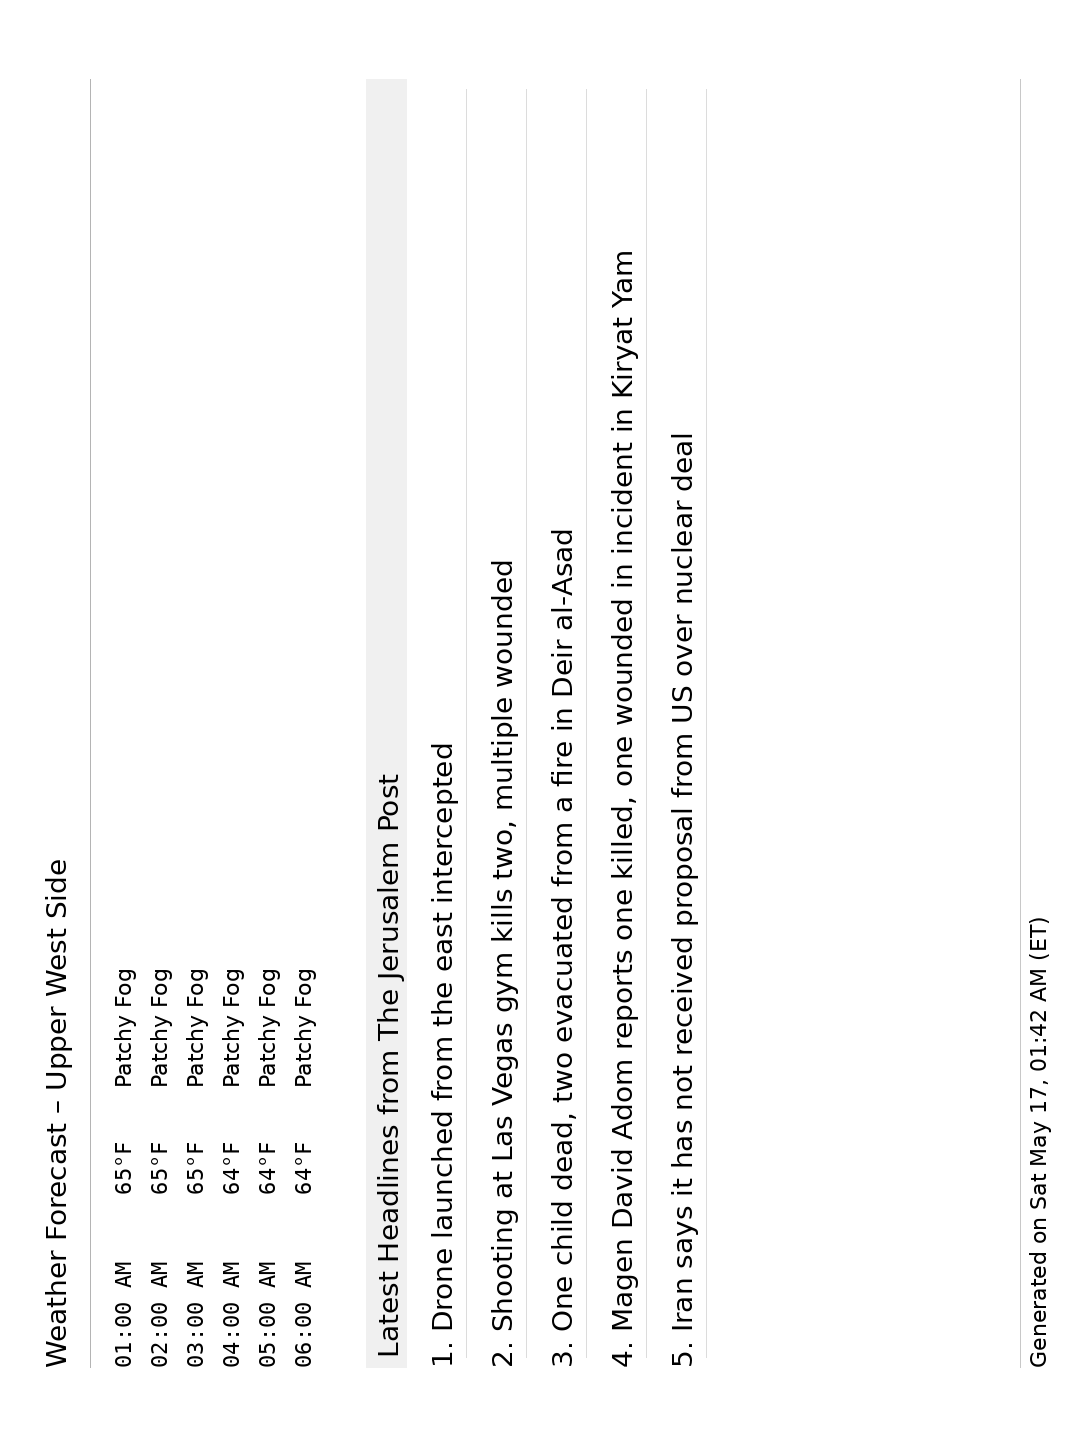 Weather Forecast – Upper West Side
01:00 AM 65°F Patchy Fog
02:00 AM 65°F Patchy Fog
03:00 AM 65°F Patchy Fog
04:00 AM 64°F Patchy Fog
05:00 AM 64°F Patchy Fog
06:00 AM 64°F Patchy Fog
Latest Headlines from The Jerusalem Post
1. Drone launched from the east intercepted
2. Shooting at Las Vegas gym kills two, multiple wounded
3. One child dead, two evacuated from a fire in Deir al-Asad
4. Magen David Adom reports one killed, one wounded in incident in Kiryat Yam
5. Iran says it has not received proposal from US over nuclear deal
Generated on Sat May 17, 01:42 AM (ET)